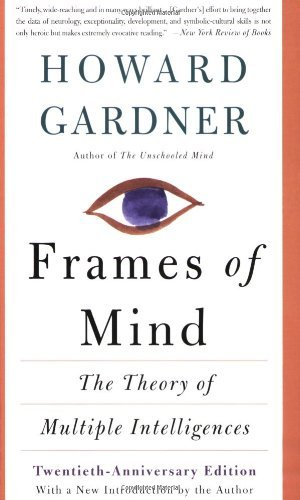 "Timely, wide-reaching and in many ways brilliant.... [Gardner's] effort to bring together
the data of neurology, exceptionality, development, and symbolic-cultural skills is not
only heroic but makes extremely evocative reading." —New York Review of Books
HOWARD
GARDNER
Author of The Unschooled Mind
Frames of
Mind
The Theory of
Multiple Intelligences
Twentieth-Anniversary Edition
With a New Introduction by the Author